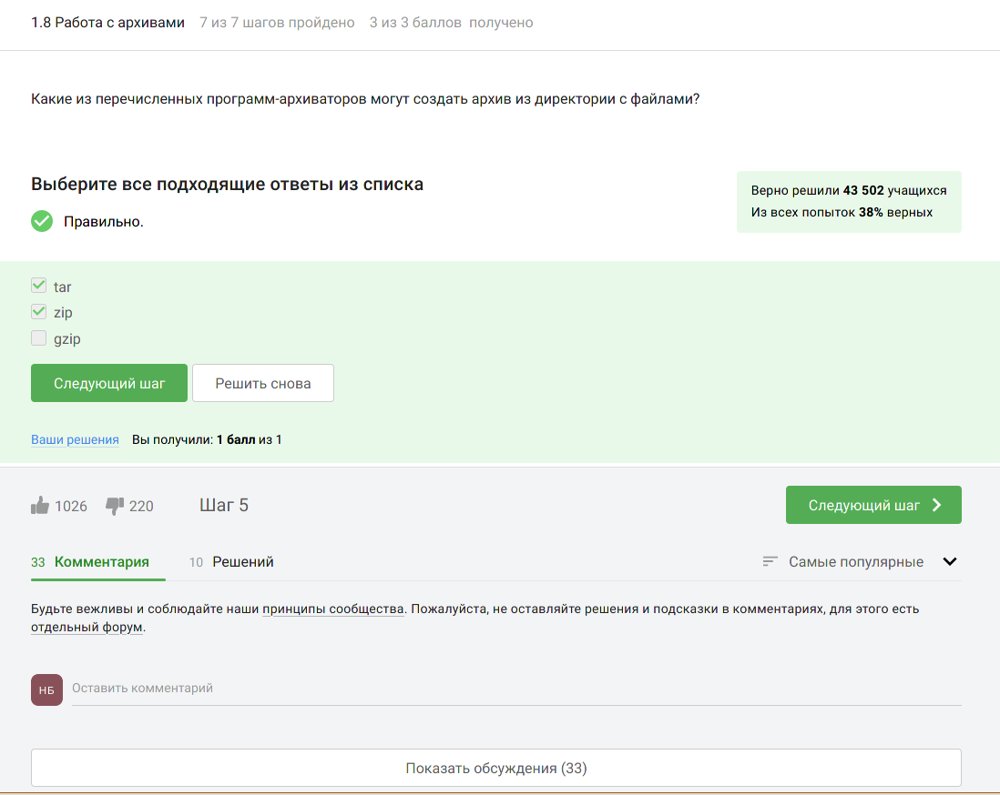 1.8 Работа с архивами 7 из 7 шагов пройдено 3 из 3 баллов получено
Какие из перечисленных программ-архиваторов могут создать архив из директории с файлами?
Выберите все подходящие ответы из списка
Верно решили 43 502 учащихся
Из всех попыток 38% верных
Правильно.
tar
zip
gzip
Следующий шаг Решить снова
Ваши решения Вы получили: 1 балл из 1
1026 220 Шаг 5 Следующий шаг
33 Комментария 10 Решений Самые популярные
Будьте вежливы и соблюдайте наши принципы сообщества. Пожалуйста, не оставляйте решения и подсказки в комментариях, для этого есть
отдельный форум.
НБ Оставить комментарий
Показать обсуждения (33)